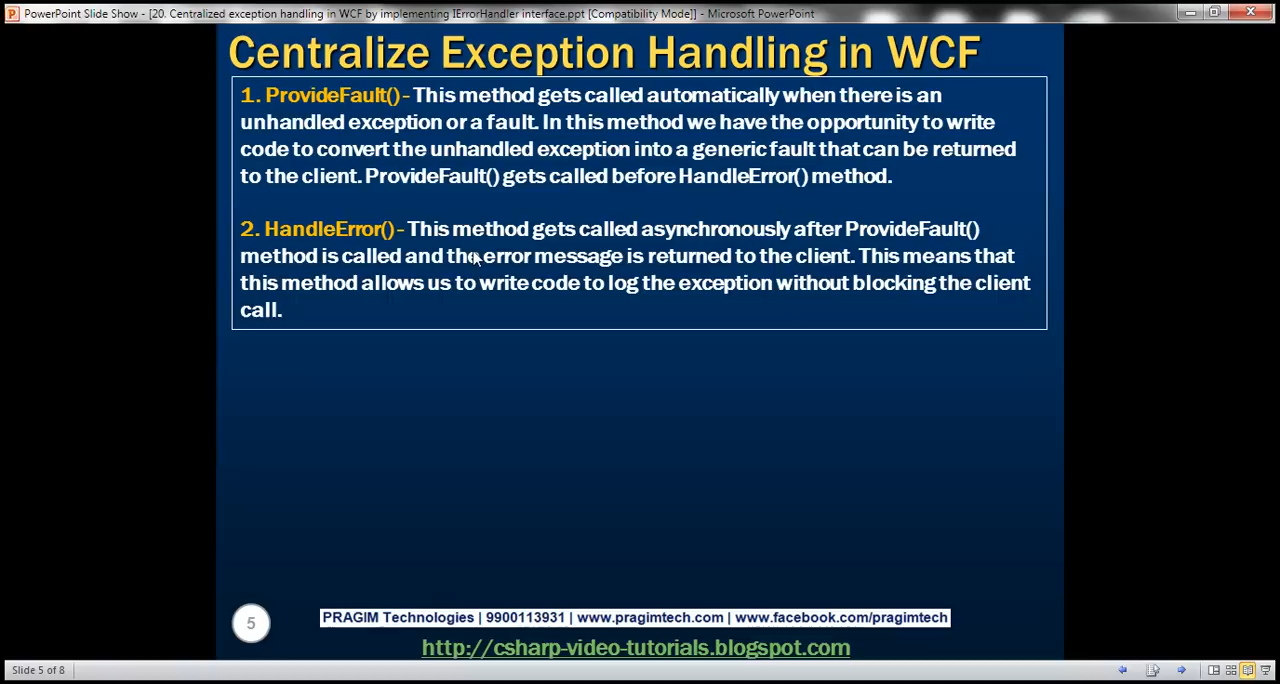 PowerPoint Slide Show - [20. Centralized exception handling in WCF by implementing IErrorHandler interface.ppt [Compatibility Mode]] - Microsoft PowerPoint
Centralize Exception Handling in WCF
1. ProvideFault() - This method gets called automatically when there is an
unhandled exception or a fault. In this method we have the opportunity to write
code to convert the unhandled exception into a generic fault that can be returned
to the client. ProvideFault() gets called before HandleError() method.
2. HandleError() - This method gets called asynchronously after ProvideFault()
method is called and the error message is returned to the client. This means that
this method allows us to write code to log the exception without blocking the client
call.
5
PRAGIM Technologies | 9900113931 | www.pragimtech.com | www.facebook.com/pragimtech
http://csharp-video-tutorials.blogspot.com
Slide 5 of 8